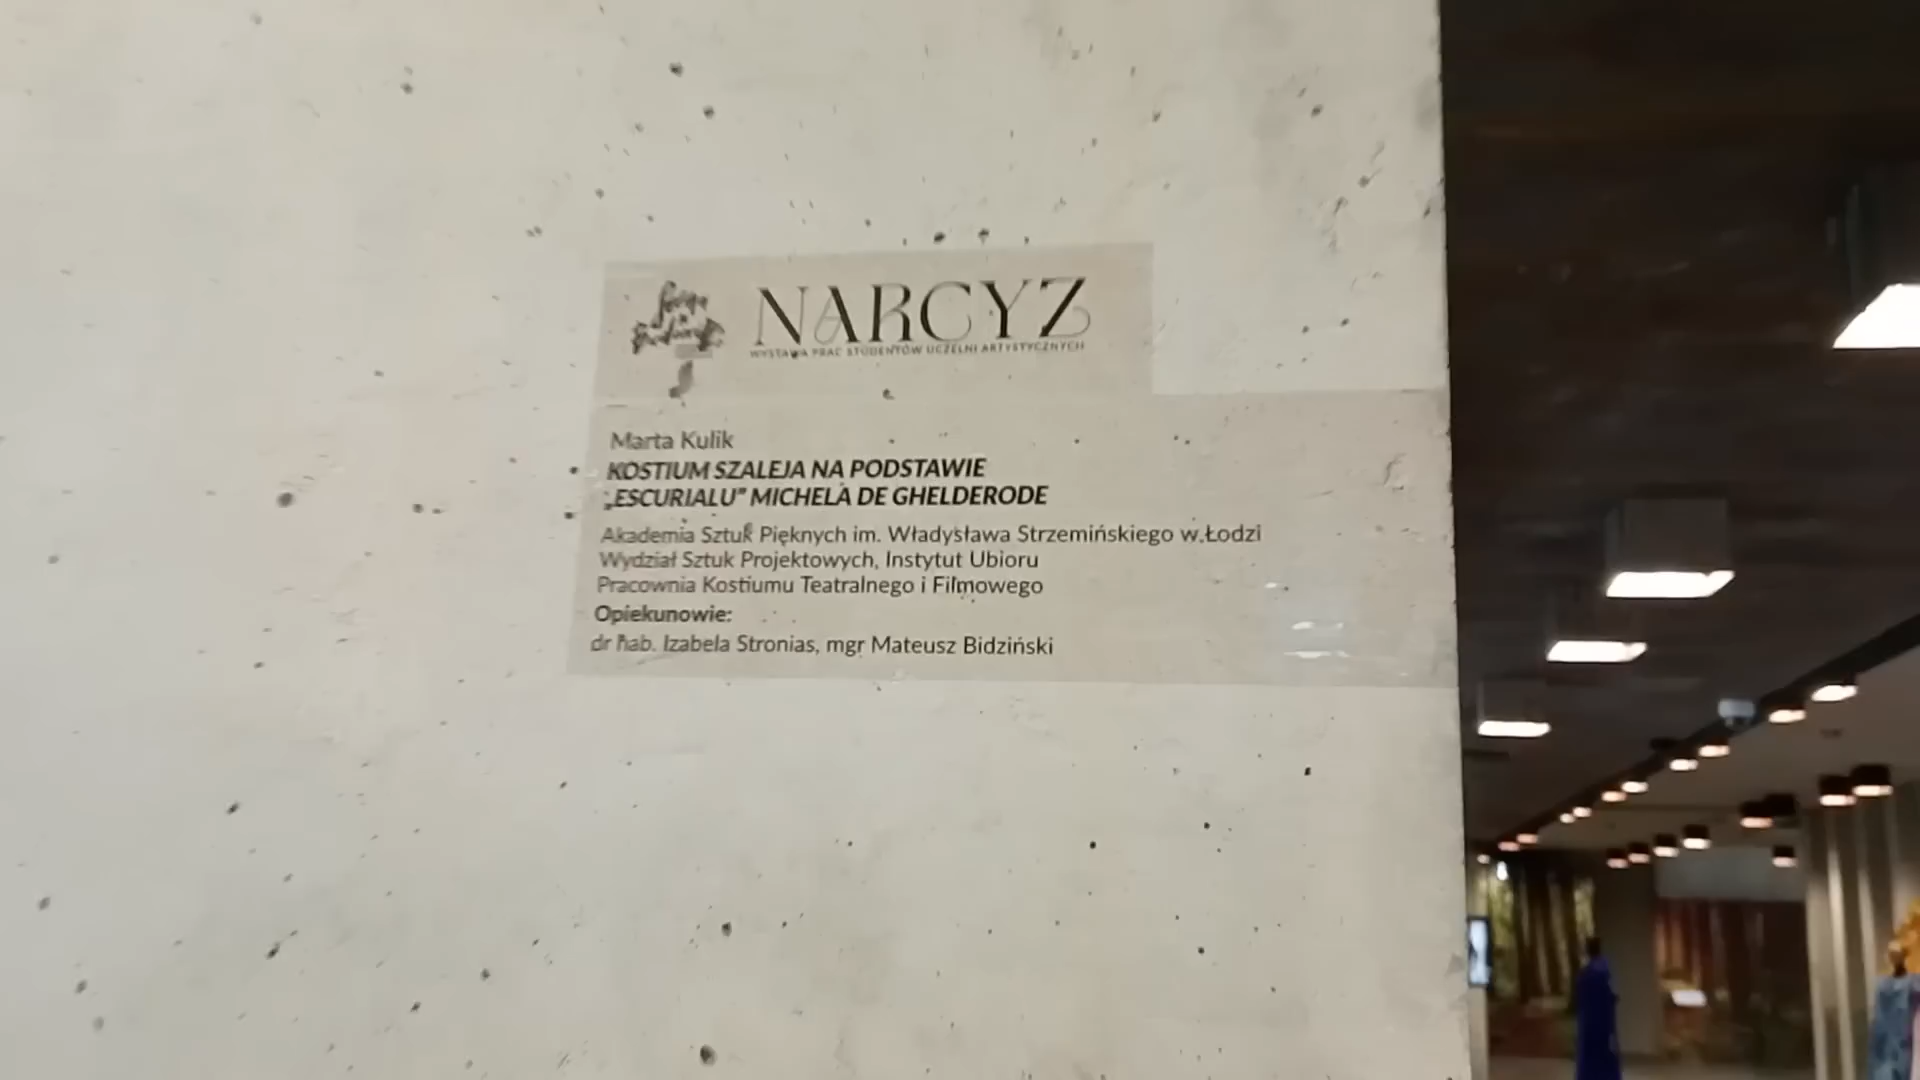 NARCYZ
WYSTAWA PRAC STUDENTÓW UCZELNI ARTYSTYCZNYCH
Marta Kulik
KOSTIUM SZALEJA NA PODSTAWIE
„ESCURIALU” MICHELA DE GHELDERODE
Akademia Sztuk Pięknych im. Władysława Strzemińskiego w Łodzi
Wydział Sztuk Projektowych, Instytut Ubioru
Pracownia Kostiumu Teatralnego i Filmowego
Opiekunowie:
dr hab. Izabela Stronias, mgr Mateusz Bidziński